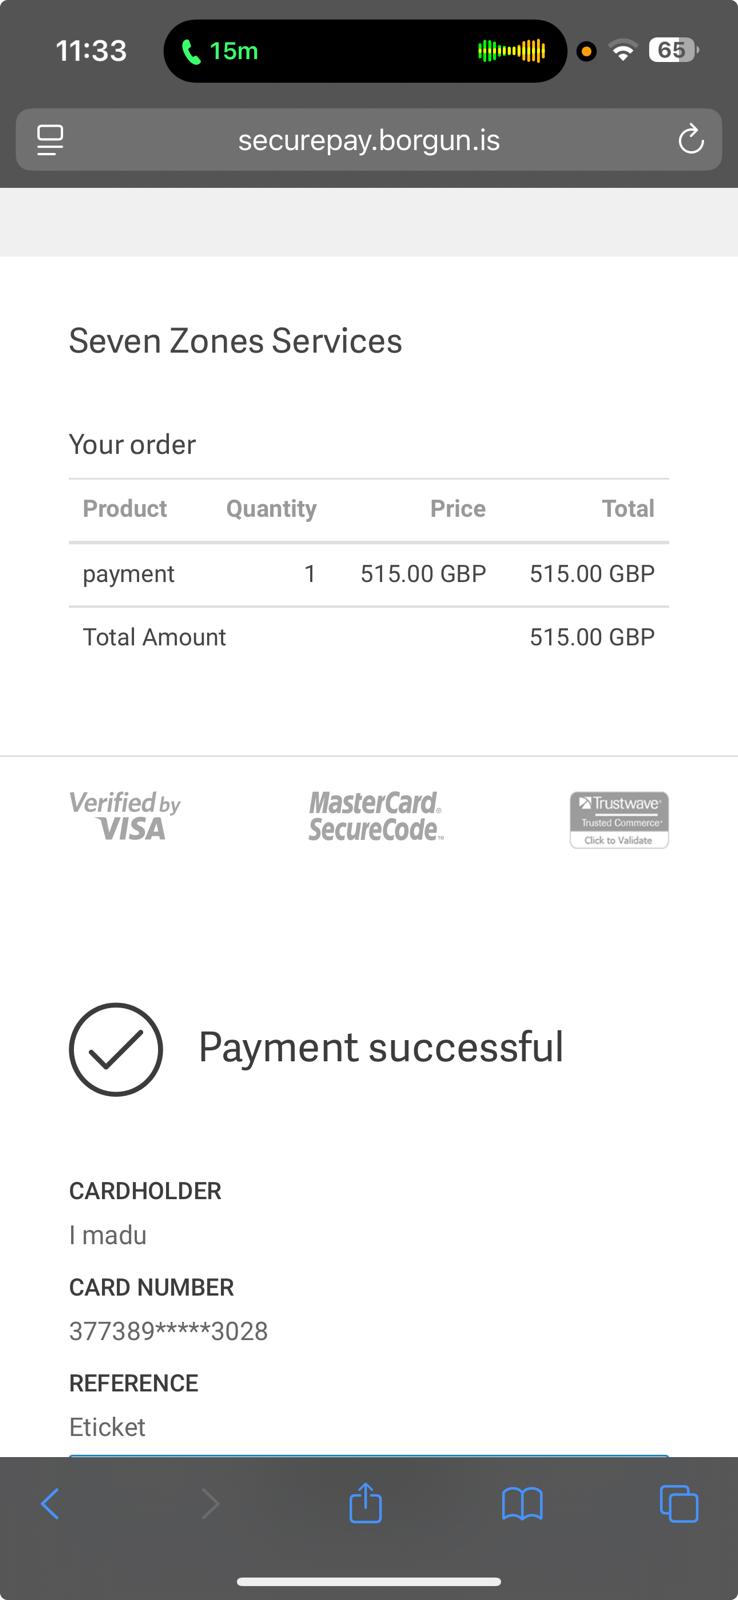 11:33
15m
65
securepay.borgun.is
Seven Zones Services
Your order
Product Quantity Price Total
payment 1 515.00 GBP 515.00 GBP
Total Amount 515.00 GBP
Verified by
VISA
MasterCard®
SecureCode™
Trustwave®
Trusted Commerce™
Click to Validate
Payment successful
CARDHOLDER
I madu
CARD NUMBER
377389*****3028
REFERENCE
Eticket